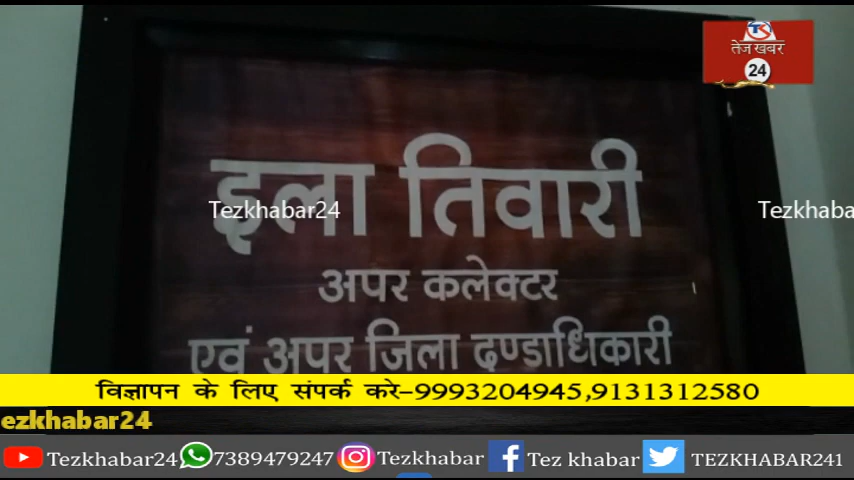 तेज खबर
24
इला तिवारी
Tezkhabar24
Tezkhaba
अपर कलेक्टर
एवं अपर जिला दण्डाधिकारी
विज्ञापन के लिए संपर्क करे-9993204945,9131312580
ezkhabar24
Tezkhabar24 7389479247 Tezkhabar Tez khabar TEZKHABAR241